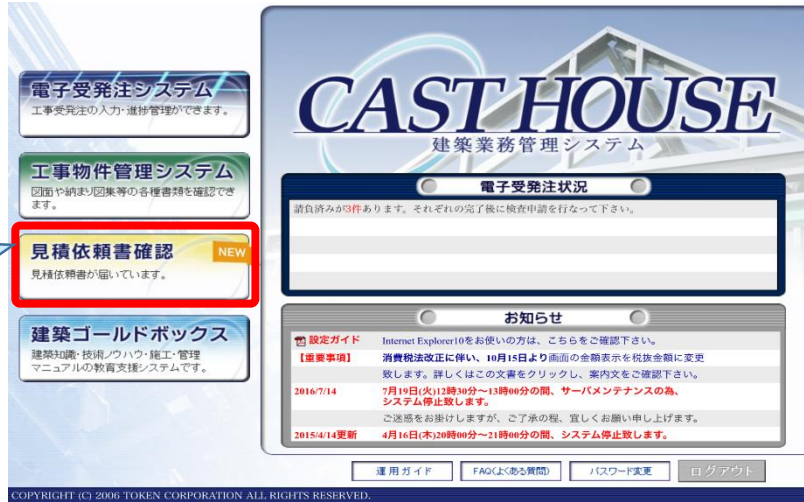 電子受発注システム
工事受発注の入力・進捗管理ができます。
工事物件管理システム
図面や納まり図集等の各種書類を確認でき
ます。
見積依頼書確認 NEW
見積依頼書が届いています。
建築ゴールドボックス
建築知識・技術ノウハウ・施工・管理
マニュアルの教育支援システムです。
CAST HOUSE
建築業務管理システム
電子受発注状況
請負済みが3件あります。それぞれの完了後に検査申請を行なって下さい。
お知らせ
設定ガイド Internet Explorer10をお使いの方は、こちらをご確認下さい。
【重要事項】 消費税法改正に伴い、10月15日より画面の金額表示を税抜金額に変更
致します。詳しくはこの文書をクリックし、案内文をご確認下さい。
2016/7/14 7月19日(火)12時30分～13時00分の間、サーバメンテナンスの為、
システム停止致します。
ご迷惑をお掛けしますが、ご了承の程、宜しくお願い申し上げます。
2015/4/14更新 4月16日(木)20時00分～21時00分の間、システム停止致します。
運用ガイド FAQ(よくある質問) パスワード変更 ログアウト
COPYRIGHT (C) 2006 TOKEN CORPORATION ALL RIGHTS RESERVED.